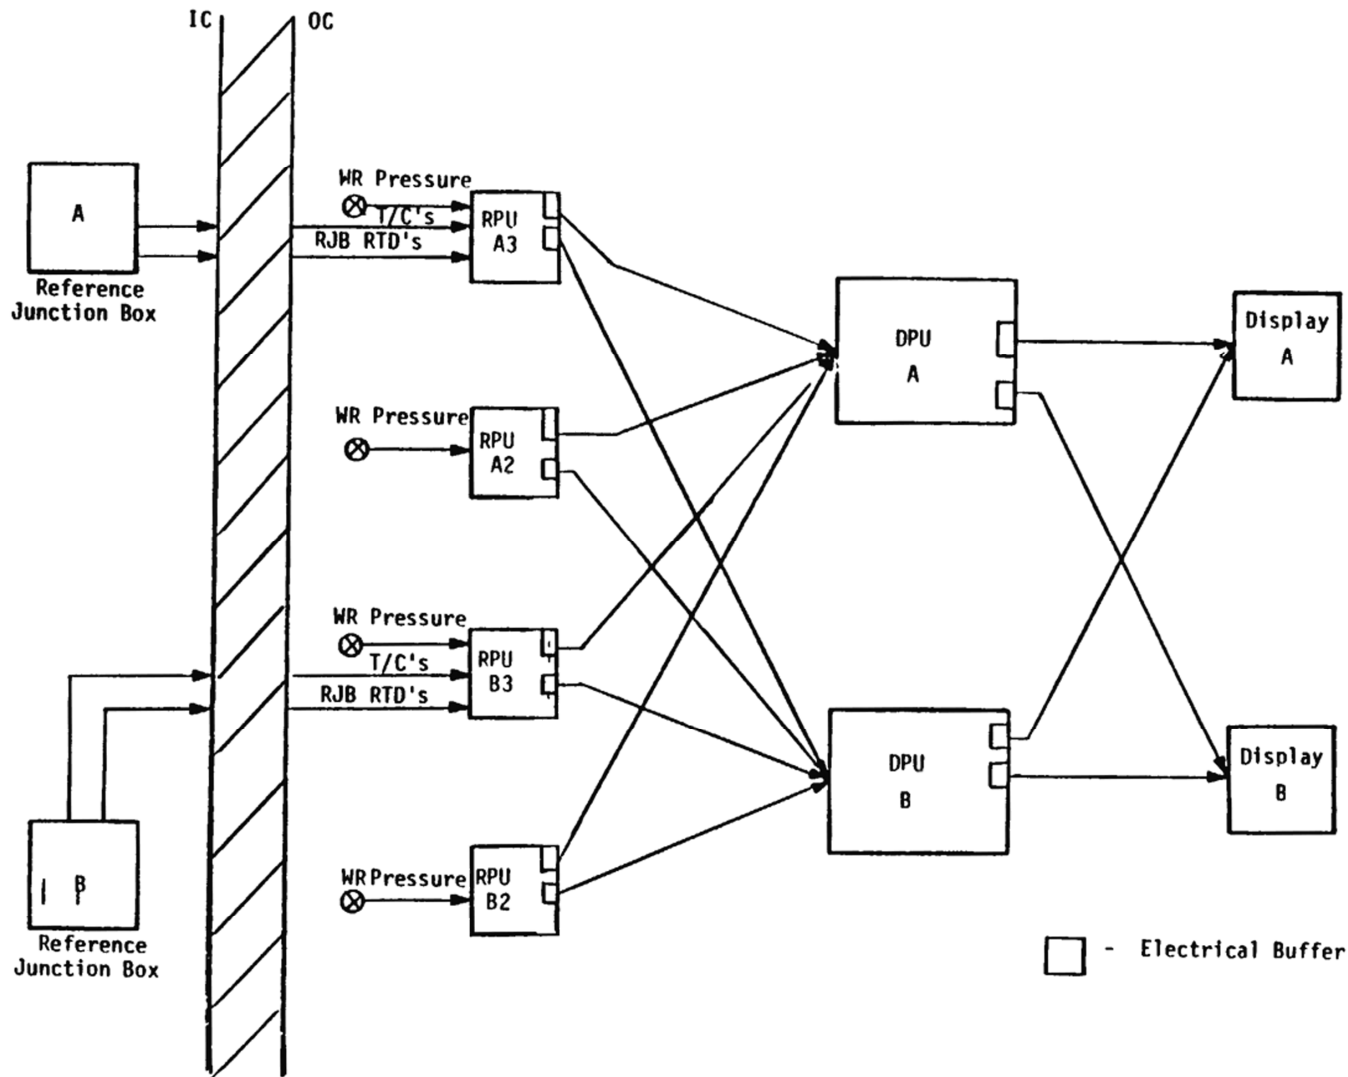 IC OC
A
Reference
Junction Box
WR Pressure
T/C's
RJB RTD's
RPU
A3
WR Pressure
RPU
A2
WR Pressure
T/C's
RJB RTD's
RPU
B3
B
Reference
Junction Box
WR Pressure
RPU
B2
DPU
A
DPU
B
Display
A
Display
B
- Electrical Buffer